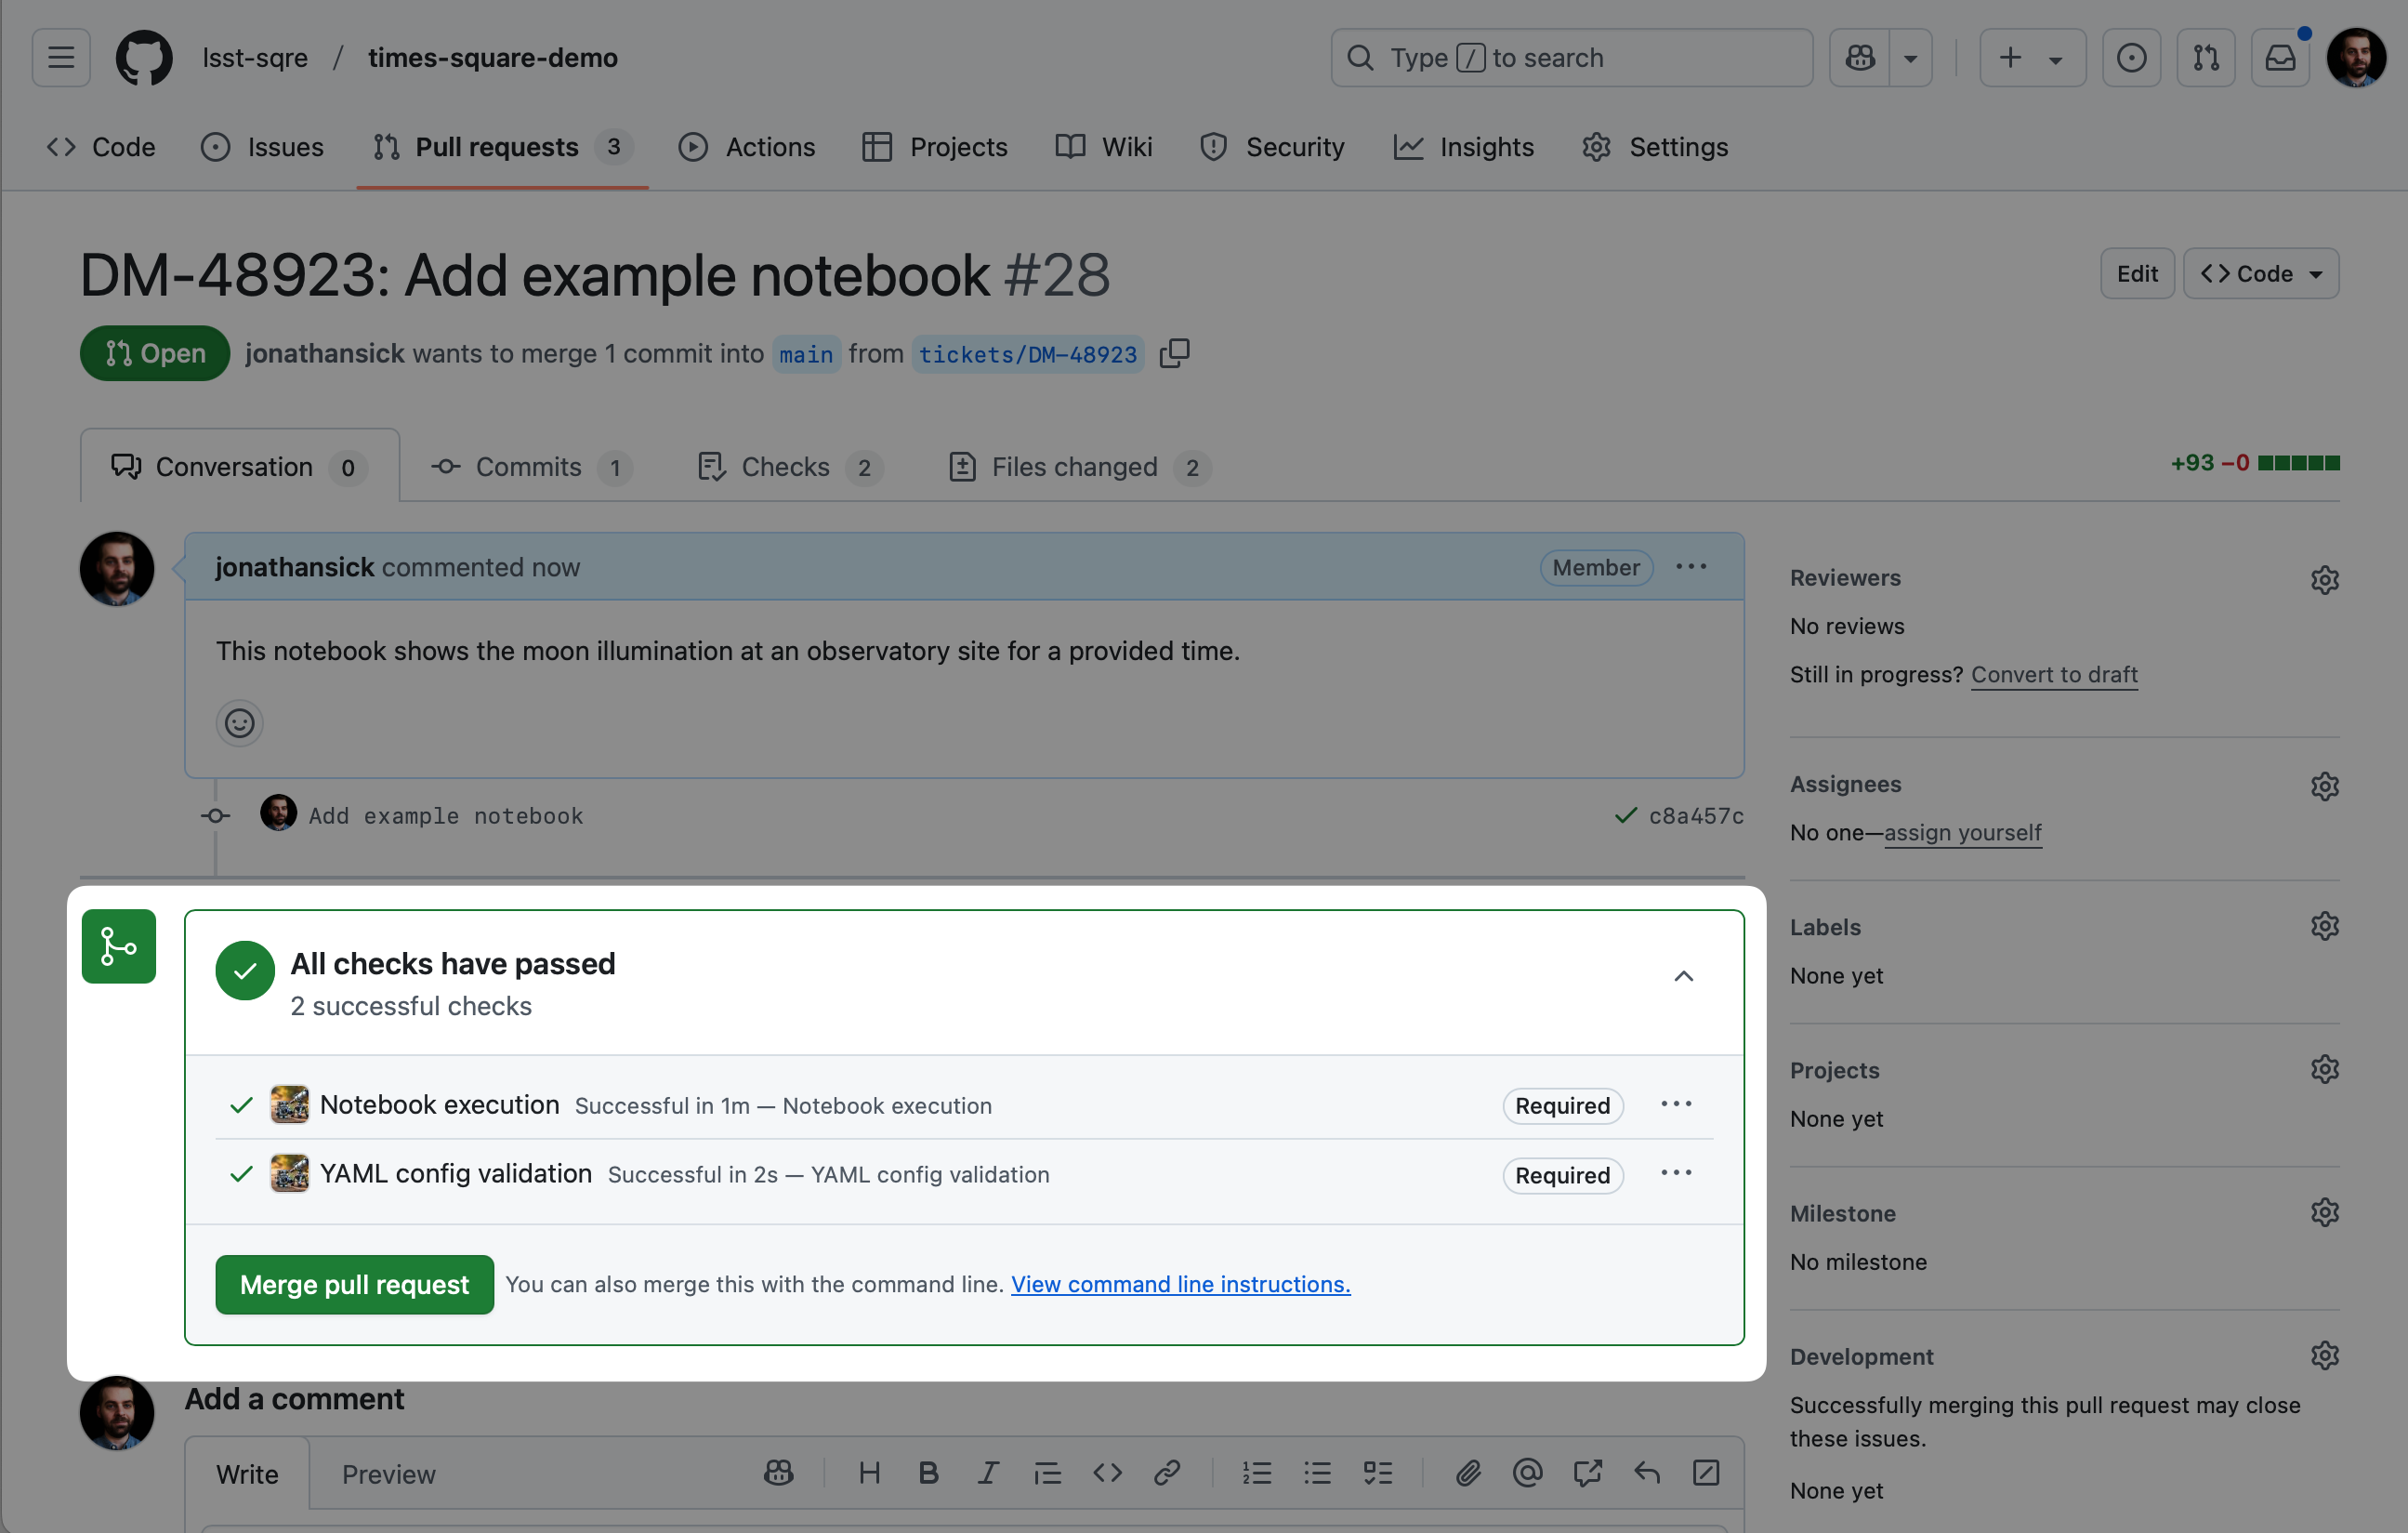 lsst-sqre / times-square-demo
Type / to search
Code Issues Pull requests 3 Actions Projects Wiki Security Insights Settings
DM-48923: Add example notebook #28
Edit
Code
Open
jonathansick wants to merge 1 commit into main from tickets/DM-48923
Conversation 0
Commits 1
Checks 2
Files changed 2
+93 −0
jonathansick commented now
Member
This notebook shows the moon illumination at an observatory site for a provided time.
Add example notebook
c8a457c
All checks have passed
2 successful checks
Notebook execution Successful in 1m — Notebook execution
Required
YAML config validation Successful in 2s — YAML config validation
Required
Merge pull request
You can also merge this with the command line. View command line instructions.
Add a comment
Write
Preview
Reviewers
No reviews
Still in progress? Convert to draft
Assignees
No one—assign yourself
Labels
None yet
Projects
None yet
Milestone
No milestone
Development
Successfully merging this pull request may close
these issues.
None yet